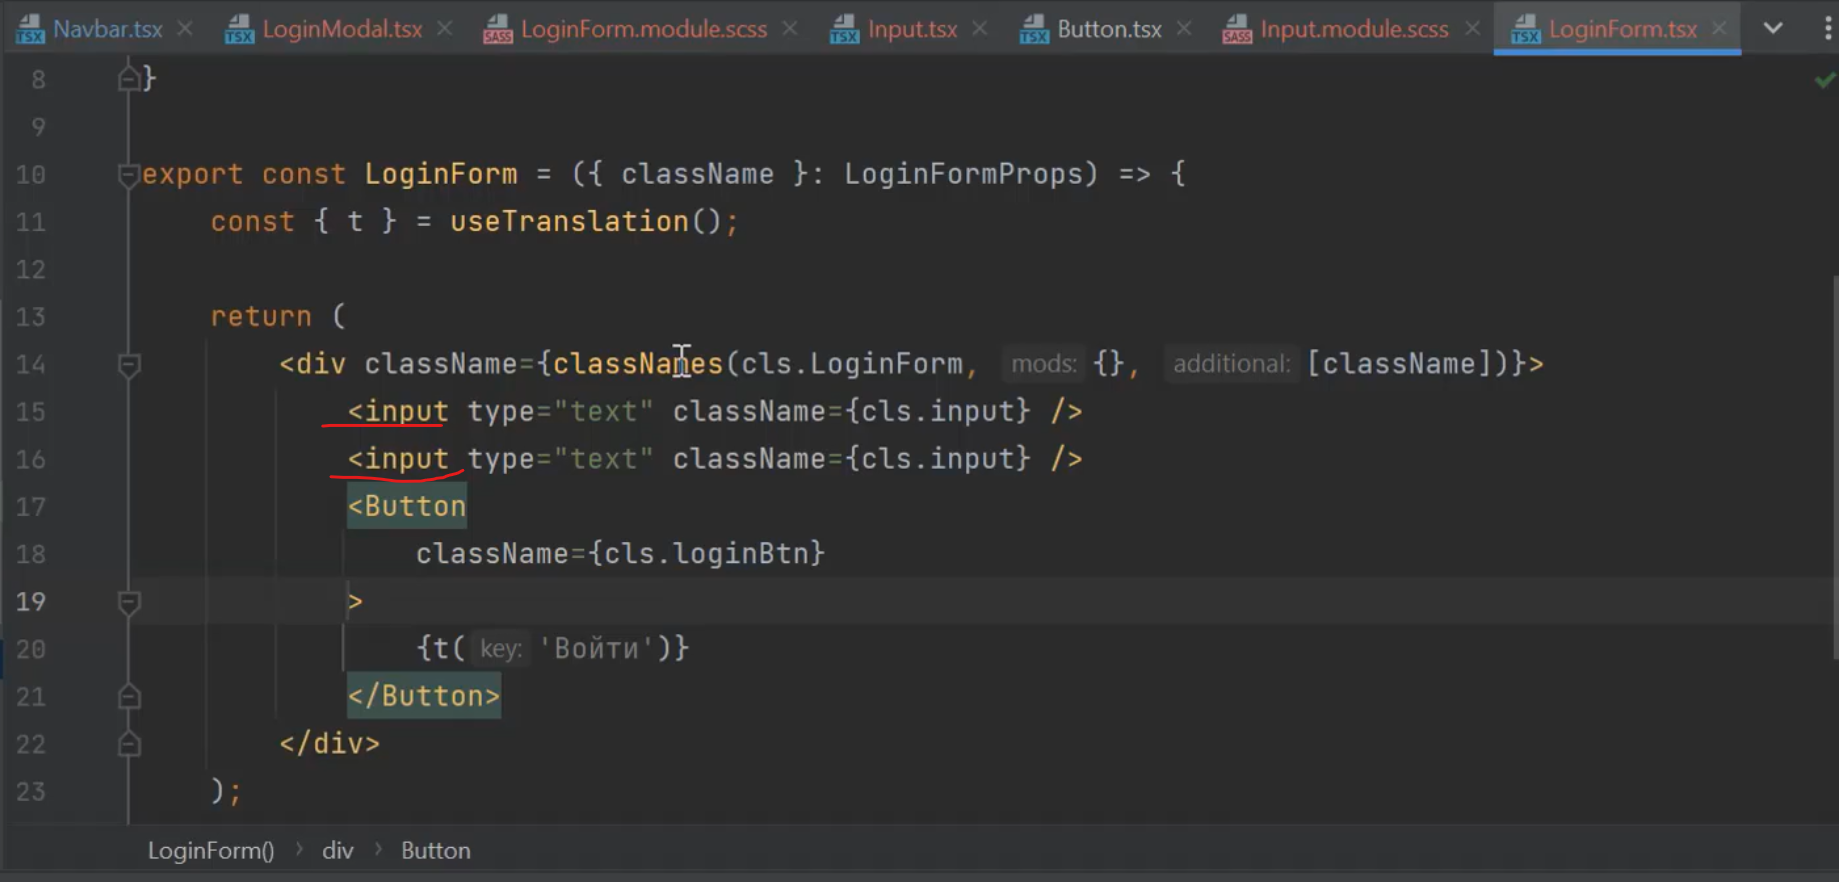 Navbar.tsx LoginModal.tsx LoginForm.module.scss Input.tsx Button.tsx Input.module.scss LoginForm.tsx
8 }
9
10 export const LoginForm = ({ className }: LoginFormProps) => {
11 const { t } = useTranslation();
12
13 return (
14 <div className={classNames(cls.LoginForm, mods: {}, additional: [className])}>
15 <input type="text" className={cls.input} />
16 <input type="text" className={cls.input} />
17 <Button
18 className={cls.loginBtn}
19 >
20 {t( key: 'Войти')}
21 </Button>
22 </div>
23 );
LoginForm() › div › Button